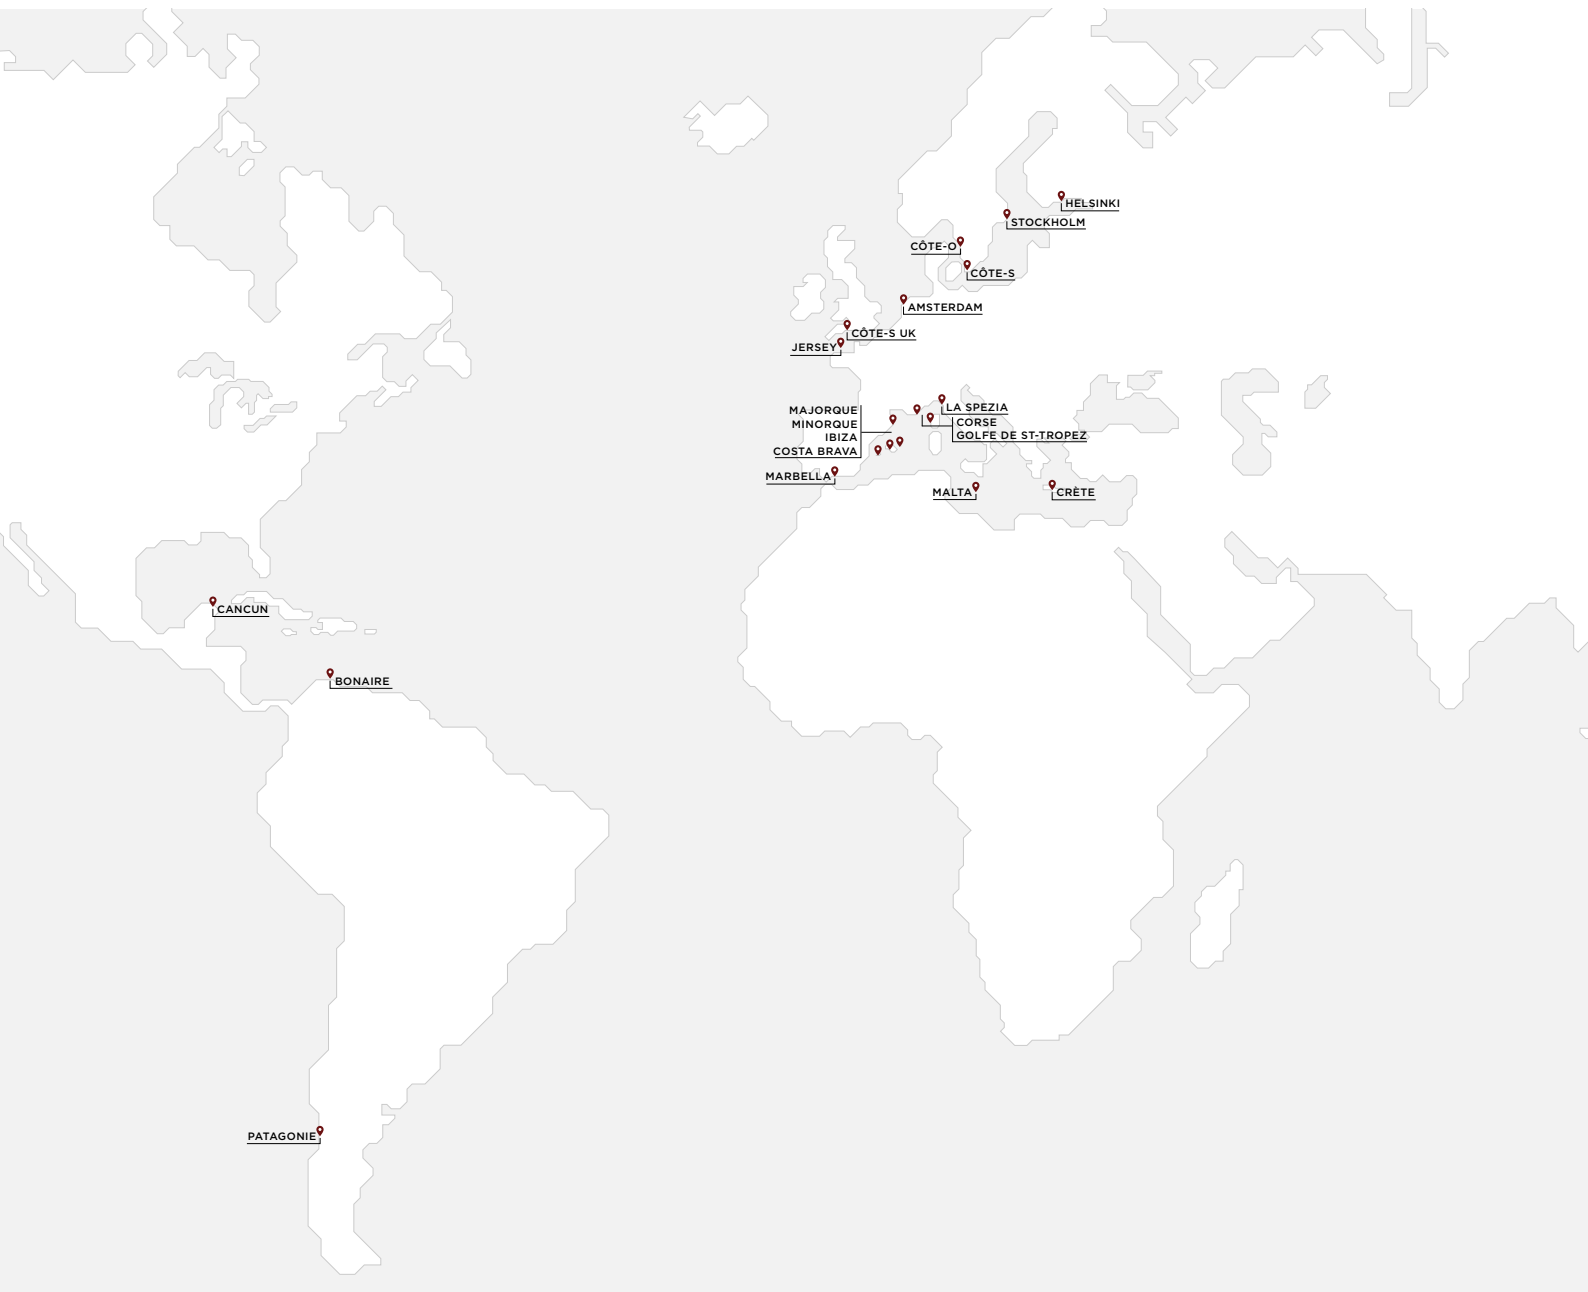 HELSINKI
STOCKHOLM
CÔTE-O
CÔTE-S
AMSTERDAM
CÔTE-S UK
JERSEY
LA SPEZIA
MAJORQUE
MINORQUE
IBIZA
COSTA BRAVA
CORSE
GOLFE DE ST-TROPEZ
MARBELLA
MALTA
CRÈTE
CANCUN
BONAIRE
PATAGONIE